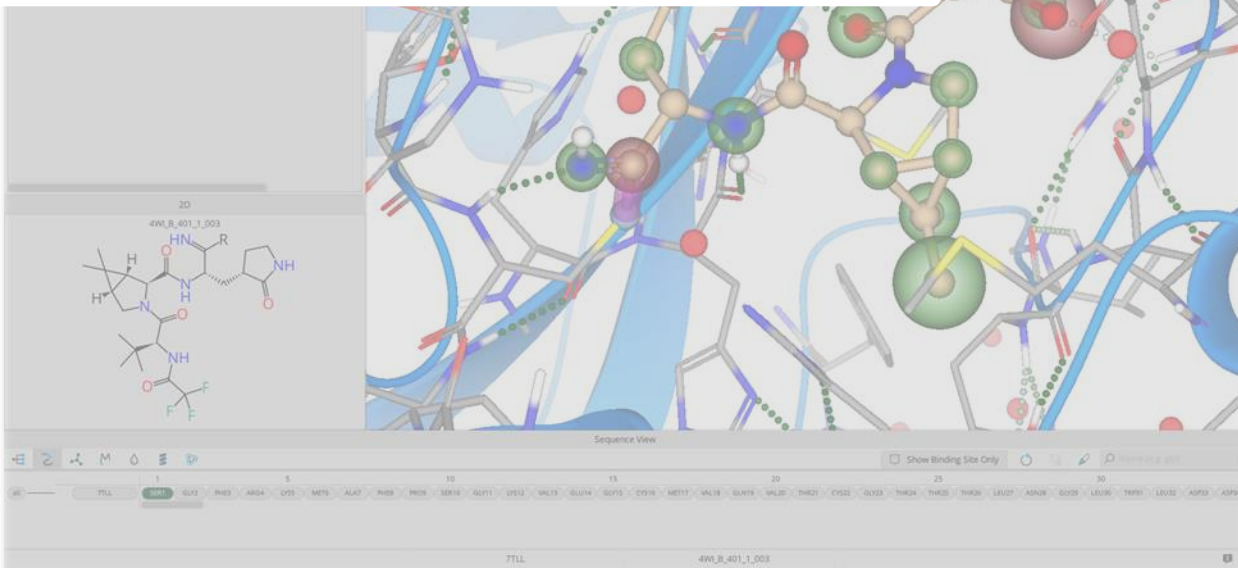 2D
4WI_B_401_1_003
HN R
O
H
NH
N
H
H
O
N
O
NH
O
F
F
F
Sequence View
Show Binding Site Only
1 5 10 15 20 25 30
all 7TLL SER1 GLY2 PHE3 ARG4 LYS5 MET6 ALA7 PHE8 PRO9 SER10 GLY11 LYS12 VAL13 GLU14 GLY15 CYS16 MET17 VAL18 GLN19 VAL20 THR21 CYS22 GLY23 THR24 THR25 THR26 LEU27 ASN28 GLY29 LEU30 TRP31 LEU32 ASP33
7TLL 4WI_B_401_1_003